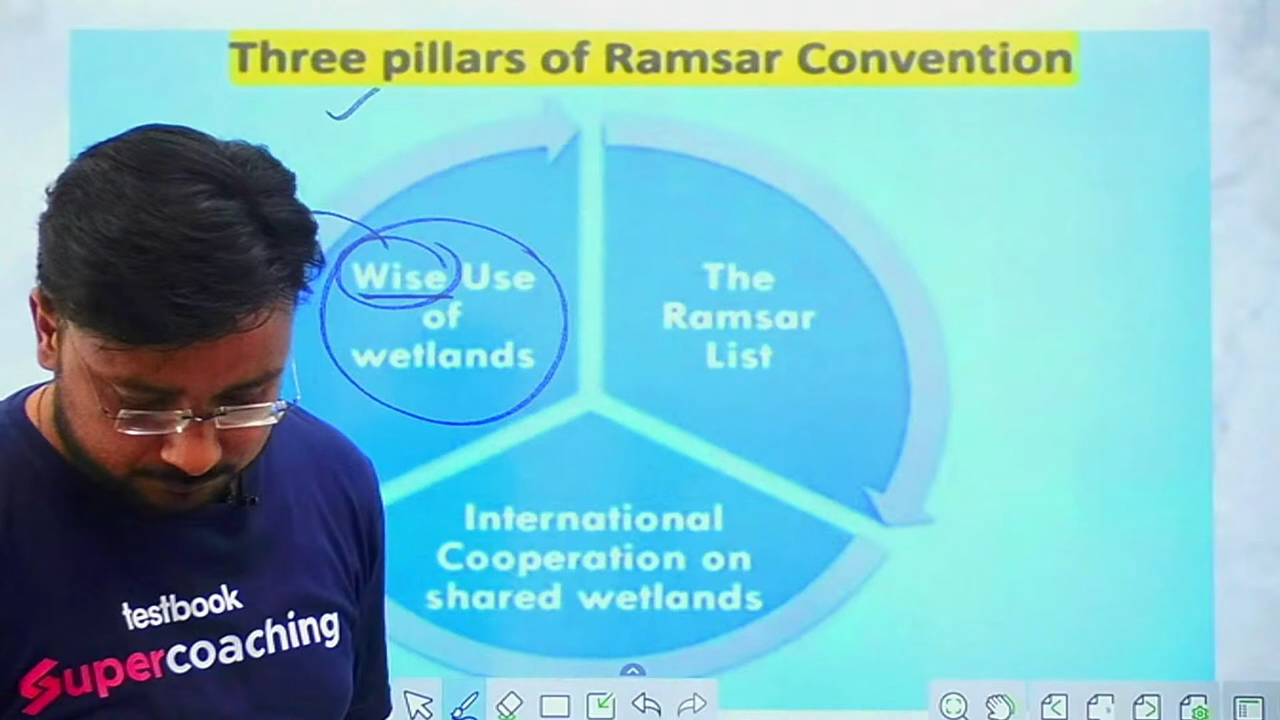 Three pillars of Ramsar Convention
Wise Use
of
wetlands
The
Ramsar
List
International
Cooperation on
shared wetlands
testbook
Supercoaching